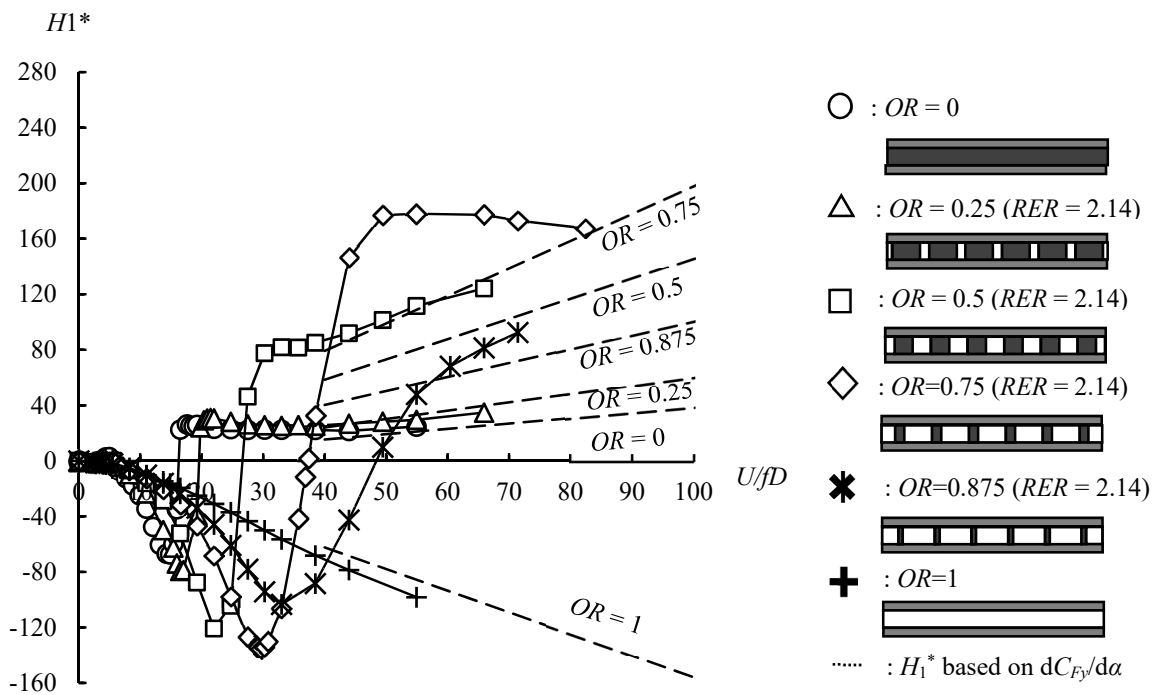 H1*
280
240
200
160
120
80
40
0
-40
-80
-120
-160
0 10 20 30 40 50 60 70 80 90 100
U/fD
OR = 0.75
OR = 0.5
OR = 0.875
OR = 0.25
OR = 0
OR = 1
: OR = 0
: OR = 0.25 (RER = 2.14)
: OR = 0.5 (RER = 2.14)
: OR=0.75 (RER = 2.14)
: OR=0.875 (RER = 2.14)
: OR=1
: H₁* based on dC_Fy/dα